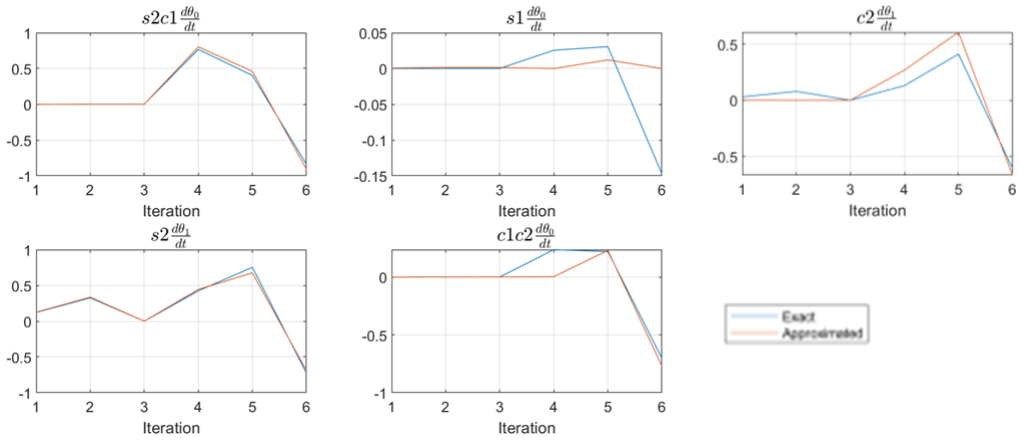 s2c1 dθ₀/dt
1
0.5
0
-0.5
-1
1 2 3 4 5 6
Iteration
s1 dθ₀/dt
0.05
0
-0.05
-0.1
-0.15
1 2 3 4 5 6
Iteration
c2 dθ₁/dt
0.5
0
-0.5
1 2 3 4 5 6
Iteration
s2 dθ₁/dt
1
0.5
0
-0.5
-1
1 2 3 4 5 6
Iteration
c1c2 dθ₀/dt
0
-0.5
-1
1 2 3 4 5 6
Iteration
Exact
Approximated